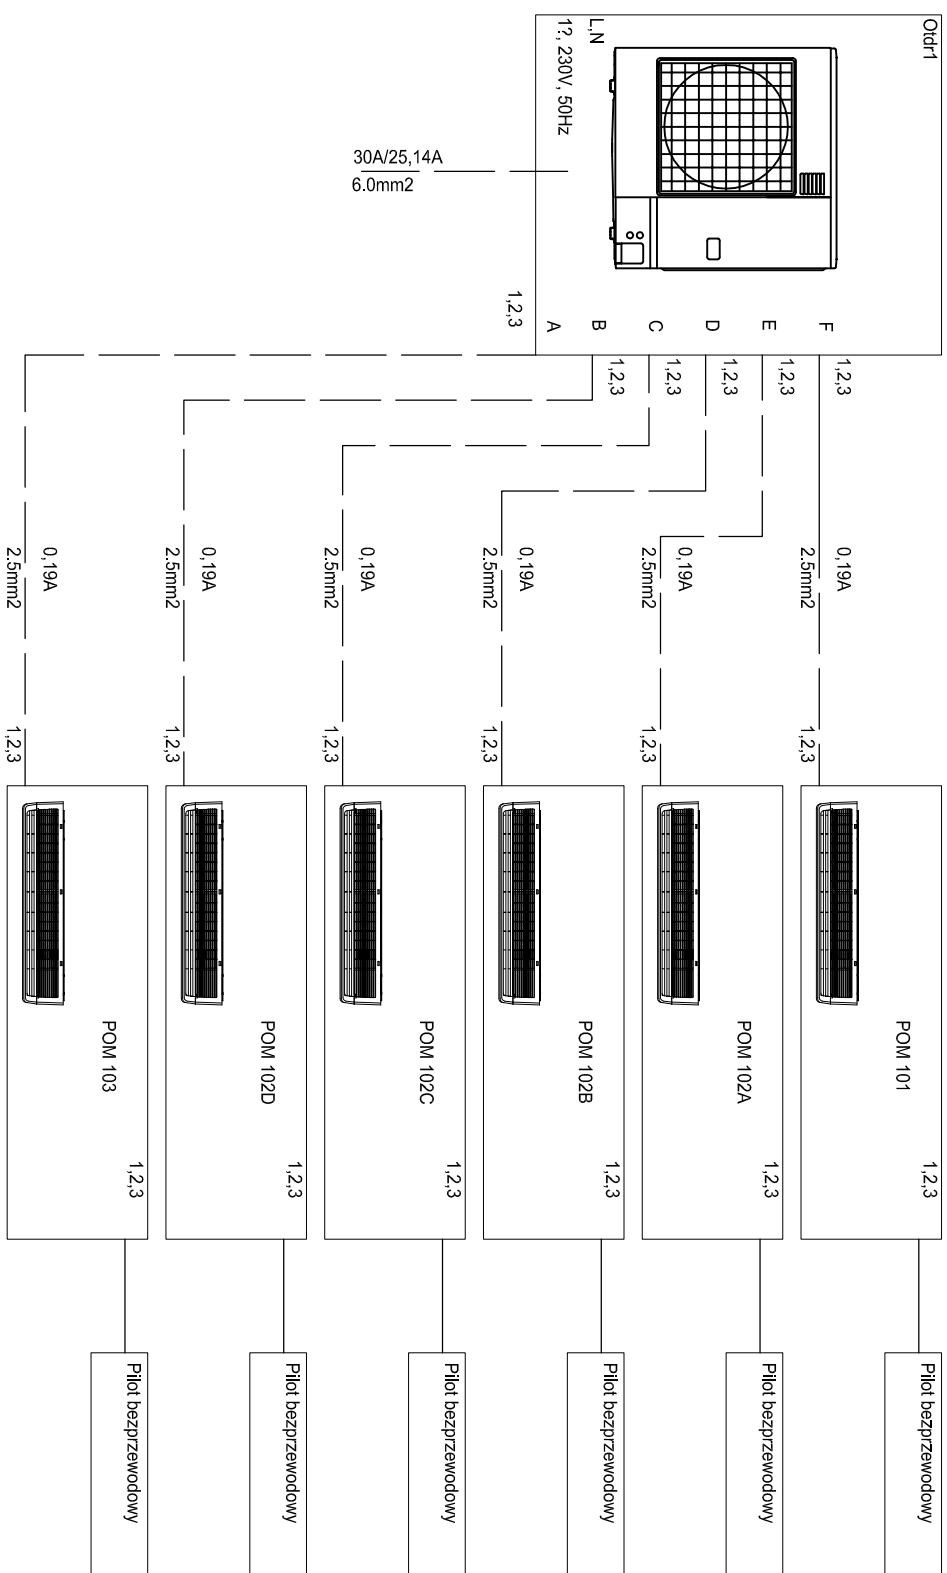 Otdr1
L,N
1?, 230V, 50Hz
30A/25,14A
6.0mm2
F
E
D
C
B
A
1,2,3
1,2,3
1,2,3
1,2,3
1,2,3
1,2,3
0,19A
2.5mm2
1,2,3
POM 101
1,2,3
Pilot bezprzewodowy
0,19A
2.5mm2
1,2,3
POM 102A
1,2,3
Pilot bezprzewodowy
0,19A
2.5mm2
1,2,3
POM 102B
1,2,3
Pilot bezprzewodowy
0,19A
2.5mm2
1,2,3
POM 102C
1,2,3
Pilot bezprzewodowy
0,19A
2.5mm2
1,2,3
POM 102D
1,2,3
Pilot bezprzewodowy
0,19A
2.5mm2
1,2,3
POM 103
1,2,3
Pilot bezprzewodowy